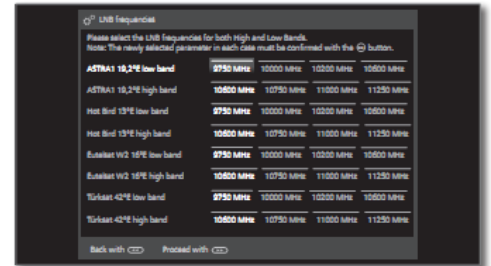 LNB frequencies
Please select the LNB frequencies for both High and Low Bands.
Note: The newly selected parameter in each case must be confirmed with the button.
ASTRA1 19,2°E low band 9750 MHz 10000 MHz 10200 MHz 10600 MHz
ASTRA1 19,2°E high band 10600 MHz 10750 MHz 11000 MHz 11250 MHz
Hot Bird 13°E low band 9750 MHz 10000 MHz 10200 MHz 10600 MHz
Hot Bird 13°E high band 10600 MHz 10750 MHz 11000 MHz 11250 MHz
Eutelsat W2 16°E low band 9750 MHz 10000 MHz 10200 MHz 10600 MHz
Eutelsat W2 16°E high band 10600 MHz 10750 MHz 11000 MHz 11250 MHz
Türksat 42°E low band 9750 MHz 10000 MHz 10200 MHz 10600 MHz
Türksat 42°E high band 10600 MHz 10750 MHz 11000 MHz 11250 MHz
Back with Proceed with